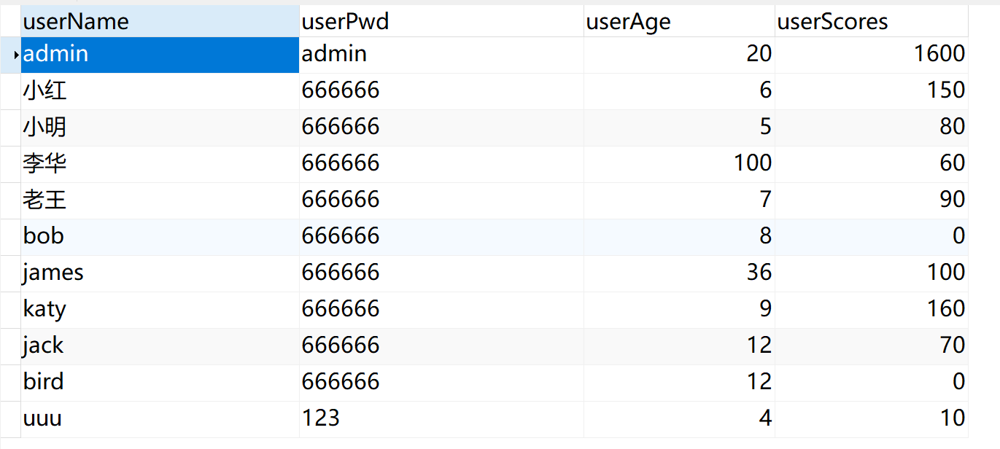 userName userPwd userAge userScores
admin admin 20 1600
小红 666666 6 150
小明 666666 5 80
李华 666666 100 60
老王 666666 7 90
bob 666666 8 0
james 666666 36 100
katy 666666 9 160
jack 666666 12 70
bird 666666 12 0
uuu 123 4 10